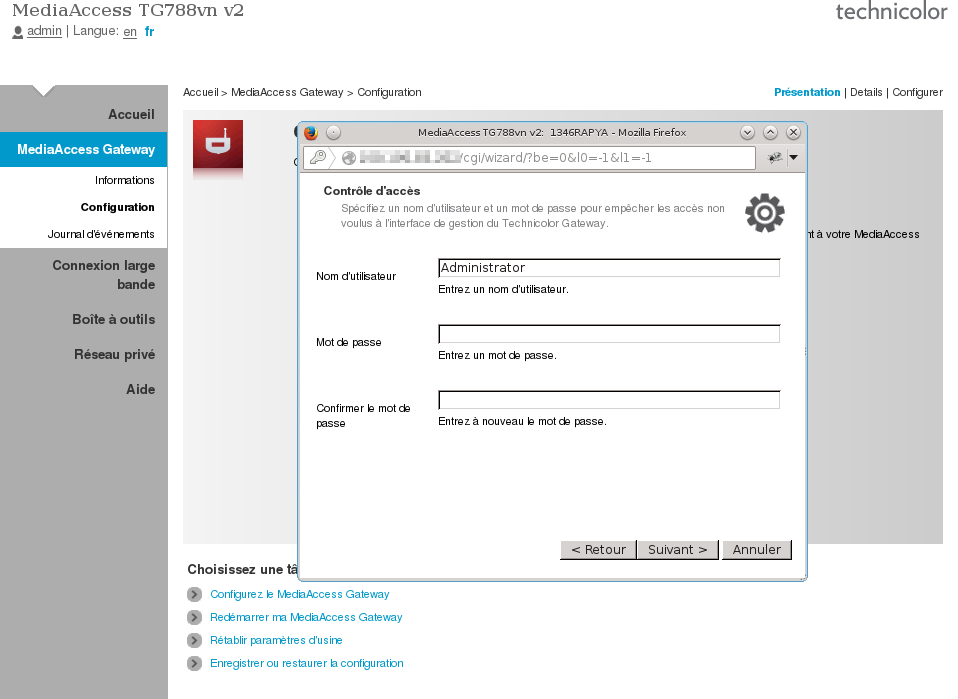 MediaAccess TG788vn v2
technicolor
admin | Langue: en fr
Accueil > MediaAccess Gateway > Configuration
Présentation | Details | Configurer
Accueil
MediaAccess Gateway
Informations
Configuration
Journal d'événements
Connexion large
bande
Boîte à outils
Réseau privé
Aide
MediaAccess TG788vn v2: 1346RAPYA - Mozilla Firefox
/cgi/wizard/?be=0&l0=-1&l1=-1
Contrôle d'accès
Spécifiez un nom d'utilisateur et un mot de passe pour empêcher les accès non
voulus à l'interface de gestion du Technicolor Gateway.
à votre MediaAccess
Nom d'utilisateur
Administrator
Entrez un nom d'utilisateur.
Mot de passe
Entrez un mot de passe.
Confirmer le mot de
passe
Entrez à nouveau le mot de passe.
< Retour
Suivant >
Annuler
Choisissez une
Configurez le MediaAccess Gateway
Redémarrer ma MediaAccess Gateway
Rétablir paramètres d'usine
Enregistrer ou restaurer la configuration